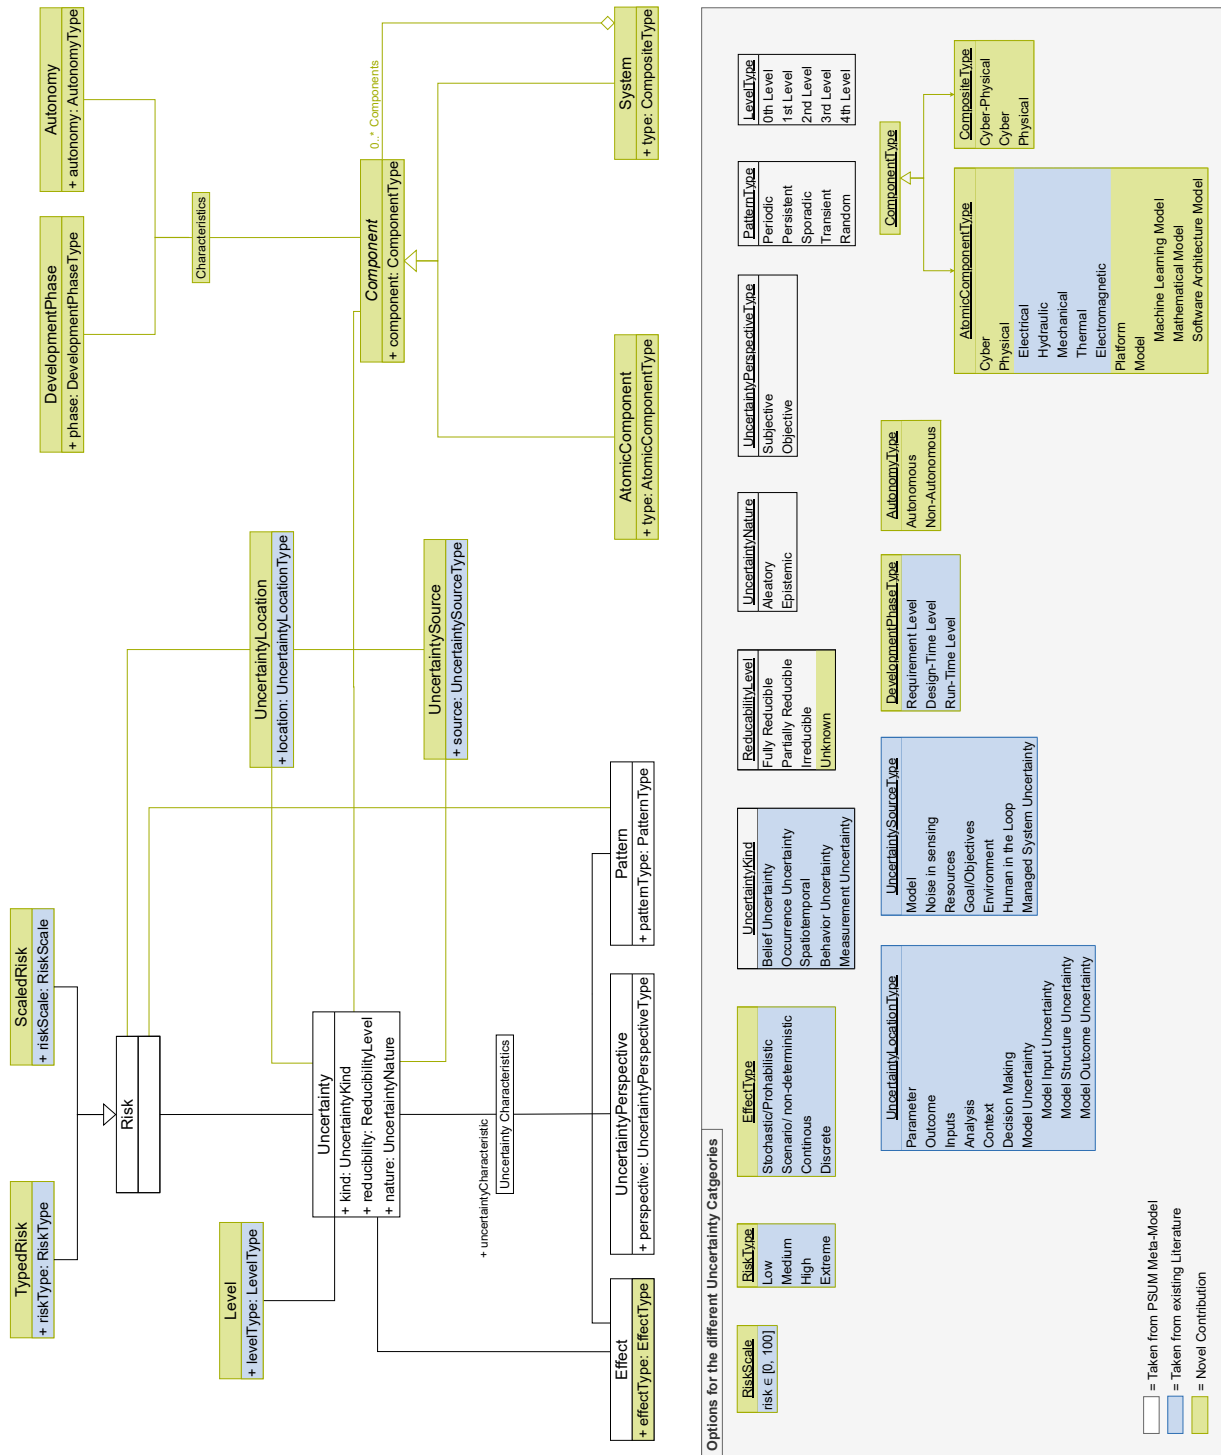 TypedRisk
+ riskType: RiskType
ScaledRisk
+ riskScale: RiskScale
DevelopmentPhase
+ phase: DevelopmentPhaseType
Autonomy
+ autonomy: AutonomyType
Risk
Characteristics
Level
+ levelType: LevelType
UncertaintyLocation
+ location: UncertaintyLocationType
Uncertainty
+ kind: UncertaintyKind
+ reducibility: ReducibilityLevel
+ nature: UncertaintyNature
Component
+ component: ComponentType
0..* Components
UncertaintySource
+ source: UncertaintySourceType
+ uncertaintyCharacteristic
Uncertainty Characteristics
Effect
+ effectType: EffectType
UncertaintyPerspective
+ perspective: UncertaintyPerspectiveType
Pattern
+ patternType: PatternType
AtomicComponent
+ type: AtomicComponentType
System
+ type: CompositeType
Options for the different Uncertainty Catgeories
RiskScale
risk ∈ [0, 100]
RiskType
Low
Medium
High
Extreme
EffectType
Stochastic/Probabilistic
Scenario/ non-deterministic
Continous
Discrete
UncertaintyKind
Belief Uncertainty
Occurrence Uncertainty
Spatiotemporal
Behavior Uncertainty
Measurement Uncertainty
ReducabilityLevel
Fully Reducible
Partially Reducible
Irreducible
Unknown
UncertaintyNature
Aleatory
Epistemic
UncertaintyPerspectiveType
Subjective
Objective
PatternType
Periodic
Persistent
Sporadic
Transient
Random
LevelType
0th Level
1st Level
2nd Level
3rd Level
4th Level
UncertaintyLocationType
Parameter
Outcome
Inputs
Analysis
Context
Decision Making
Model Uncertainty
Model Input Uncertainty
Model Structure Uncertainty
Model Outcome Uncertainty
UncertaintySourceType
Model
Noise in sensing
Resources
Goal/Objectives
Environment
Human in the Loop
Managed System Uncertainty
DevelopmentPhaseType
Requirement Level
Design-Time Level
Run-Time Level
AutonomyType
Autonomous
Non-Autonomous
ComponentType
AtomicComponentType
Cyber
Physical
Electrical
Hydraulic
Mechanical
Thermal
Electromagnetic
Platform
Model
Machine Learning Model
Mathematical Model
Software Architecture Model
CompositeType
Cyber-Physical
Cyber
Physical
= Taken from PSUM Meta-Model
= Taken from existing Literature
= Novel Contribution